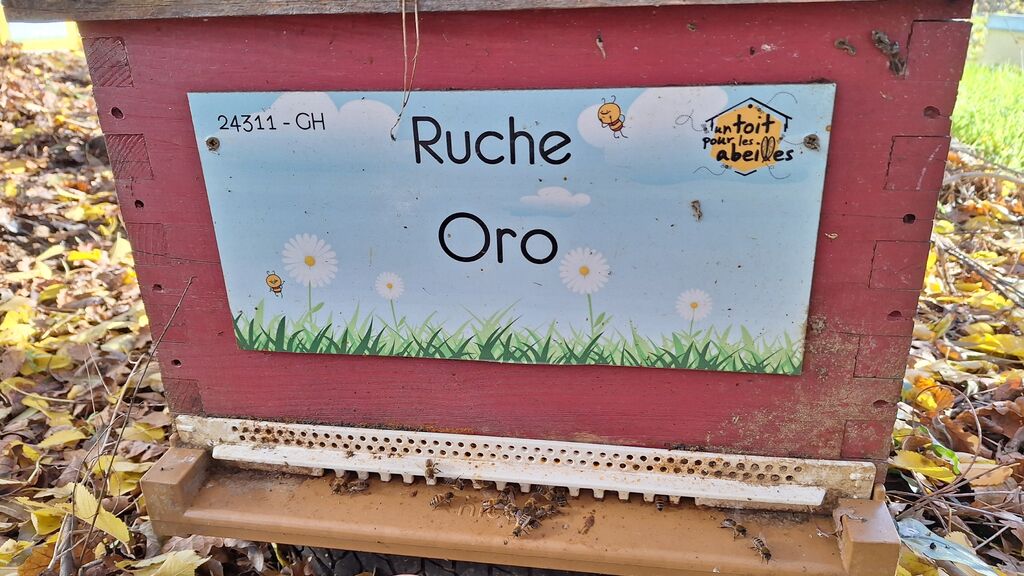 24311 - GH
Ruche
Oro
un toit
pour les
abeilles